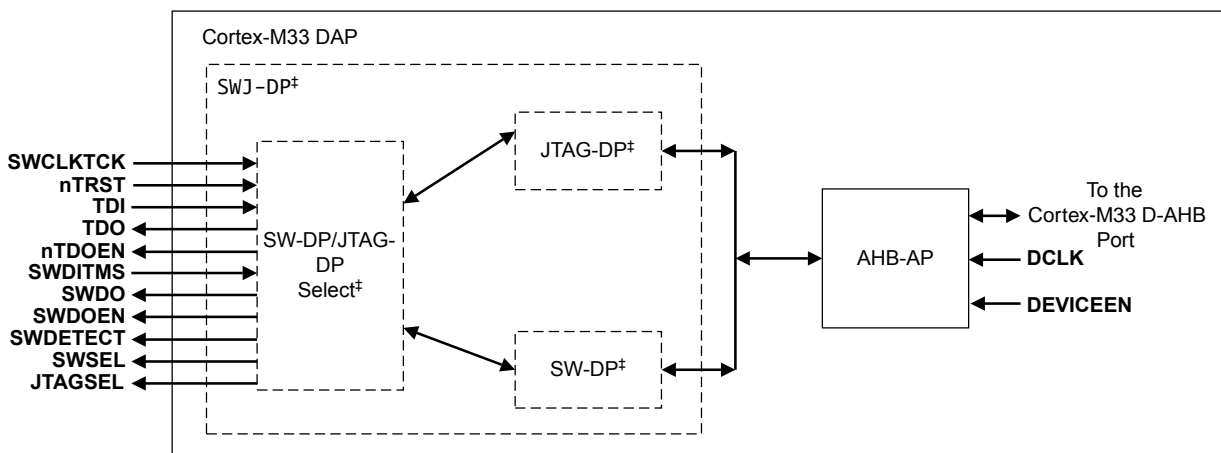 Cortex-M33 DAP
SWJ-DP‡
SWCLKTCK
nTRST
TDI
TDO
nTDOEN
SWDITMS
SWDO
SWDOEN
SWDETECT
SWSEL
JTAGSEL
SW-DP/JTAG-
DP
Select‡
JTAG-DP‡
SW-DP‡
AHB-AP
To the
Cortex-M33 D-AHB
Port
DCLK
DEVICEEN